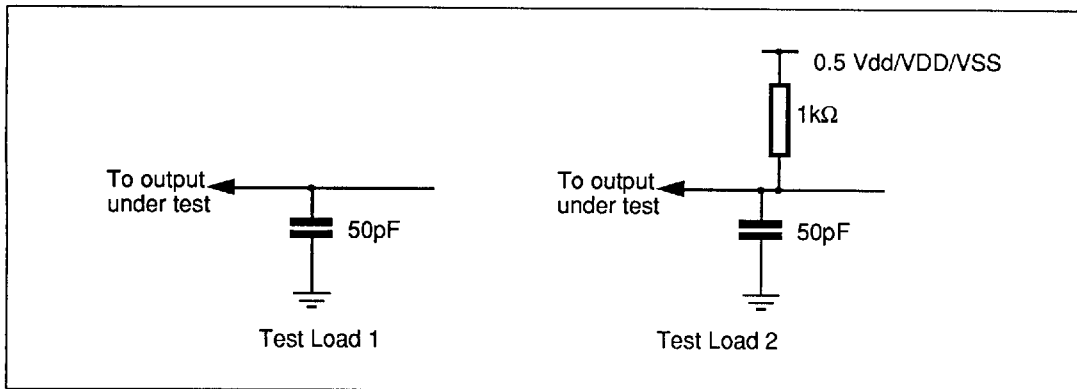 To output
under test
50pF
Test Load 1
0.5 Vdd/VDD/VSS
1kΩ
To output
under test
50pF
Test Load 2